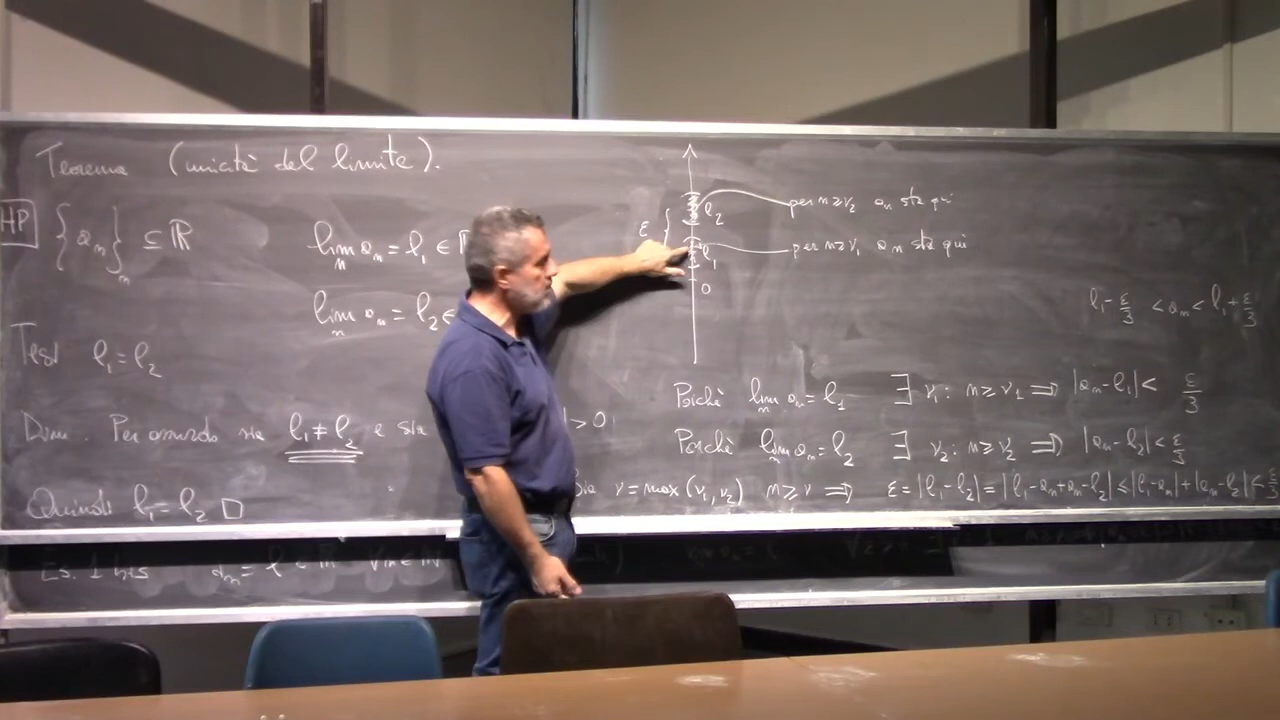 Teorema (unicità del limite).
HP {aₙ}ₙ ⊆ ℝ
lim aₙ = l₁ ∈ ℝ
n
lim aₙ = l₂ ∈
n
Tesi l₁ = l₂
Dim. Per assurdo sia l₁ ≠ l₂ e sia
| > 0
Quindi l₁ = l₂ □
ε
l₂
l₁
0
per n ≥ ν₂ aₙ sta qui
per n ≥ ν₁ aₙ sta qui
l₁ - ε/3 < aₙ < l₁ + ε/3
Poichè lim aₙ = l₁ ∃ ν₁: n ≥ ν₁ ⟹ |aₙ - l₁| < ε/3
n
Perchè lim aₙ = l₂ ∃ ν₂: n ≥ ν₂ ⟹ |aₙ - l₂| < ε/3
n
Sia ν = max(ν₁, ν₂) n ≥ ν ⟹ ε = |l₁ - l₂| = |l₁ - aₙ + aₙ - l₂| ≤ |l₁ - aₙ| + |aₙ - l₂| <
Es. 1 bis aₙ = l ∈ ℝ ∀n ∈ ℕ